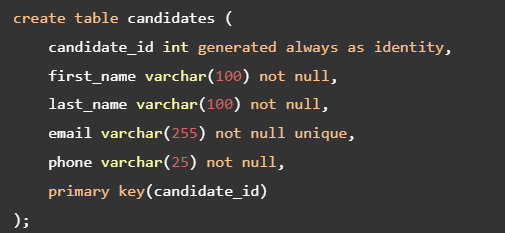 create table candidates (
    candidate_id int generated always as identity,
    first_name varchar(100) not null,
    last_name varchar(100) not null,
    email varchar(255) not null unique,
    phone varchar(25) not null,
    primary key(candidate_id)
);